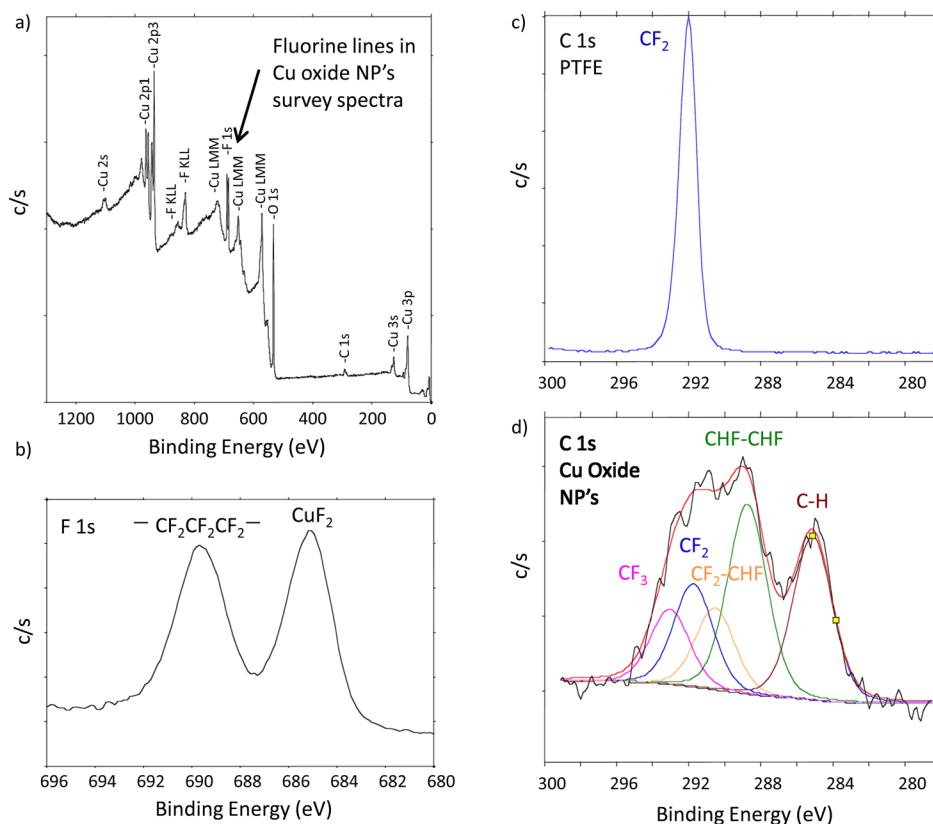 a)
Fluorine lines in
Cu oxide NP's
survey spectra
-Cu 2s
-Cu 2p1
-Cu 2p3
-F KLL
-F KLL
-Cu LMM
-F 1s
-Cu LMM
-Cu LMM
-O 1s
-C 1s
-Cu 3s
-Cu 3p
c/s
1300 1000 800 600 400 200 0
Binding Energy (eV)
b)
F 1s
— CF₂CF₂CF₂— CuF₂
c/s
696 694 692 690 688 686 684 682 680
Binding Energy (eV)
c)
C 1s
PTFE
CF₂
c/s
300 296 292 288 284 280
d)
C 1s
Cu Oxide
NP's
CHF-CHF
C-H
CF₂
CF₂-CHF
CF₃
c/s
300 296 292 288 284 280
Binding Energy (eV)